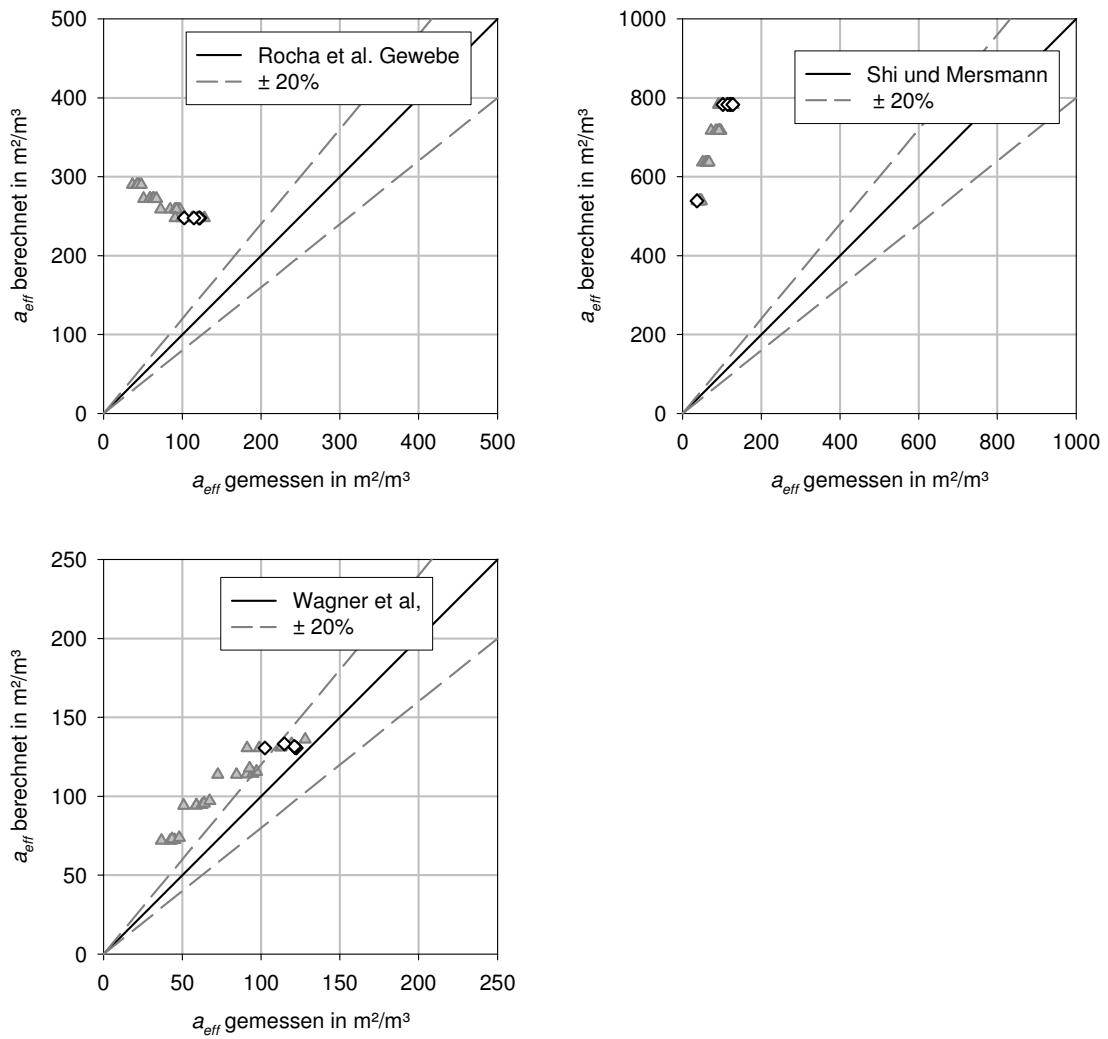 500
400
300
200
100
0
a_eff berechnet in m²/m³
Rocha et al. Gewebe
± 20%
0 100 200 300 400 500
a_eff gemessen in m²/m³
1000
800
600
400
200
0
a_eff berechnet in m²/m³
Shi und Mersmann
± 20%
0 200 400 600 800 1000
a_eff gemessen in m²/m³
250
200
150
100
50
0
a_eff berechnet in m²/m³
Wagner et al,
± 20%
0 50 100 150 200 250
a_eff gemessen in m²/m³